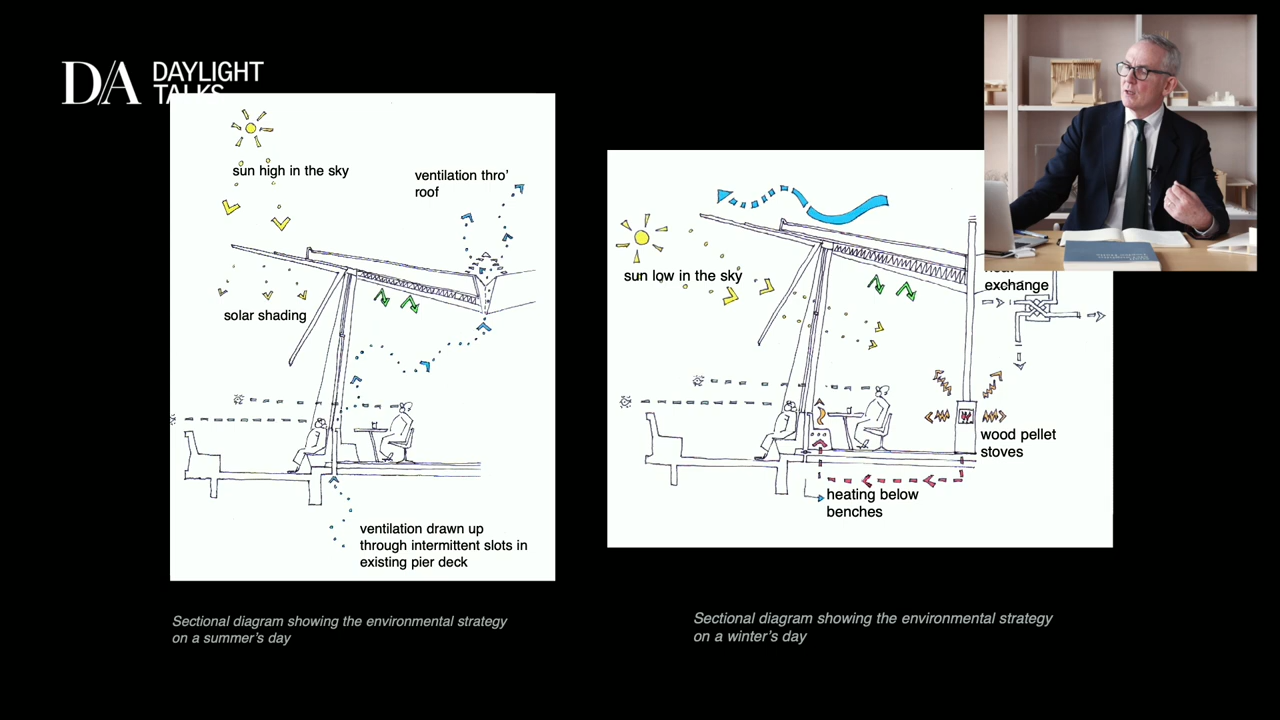 D/A DAYLIGHT
TALKS
sun high in the sky
ventilation thro'
roof
solar shading
ventilation drawn up
through intermittent slots in
existing pier deck
Sectional diagram showing the environmental strategy
on a summer's day
sun low in the sky
heat
exchange
wood pellet
stoves
heating below
benches
Sectional diagram showing the environmental strategy
on a winter's day